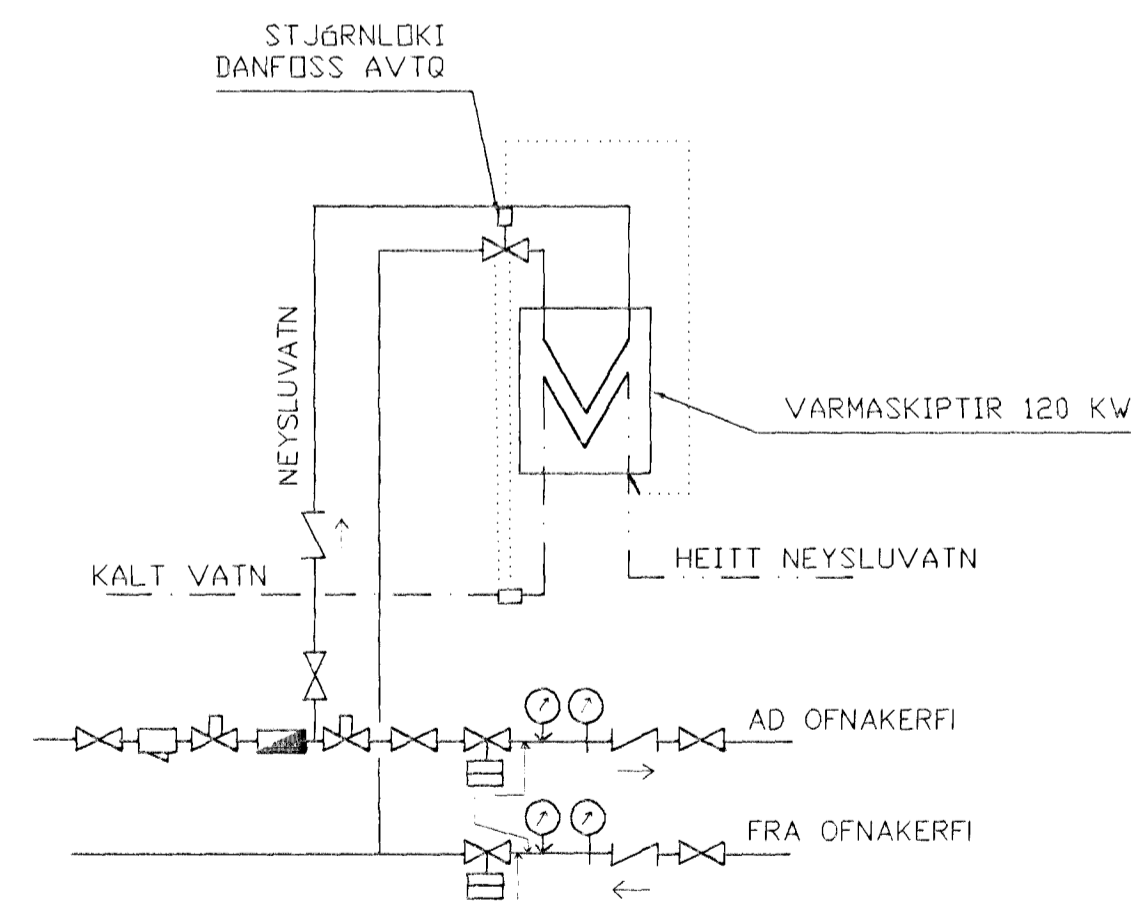 STJóRNLOKI
DANFOSS AVTQ
NEYSLUVATN
VARMASKIPTIR 120 KW
HEITT NEYSLUVATN
KALT VATN
AD OFNAKERFI
FRA OFNAKERFI